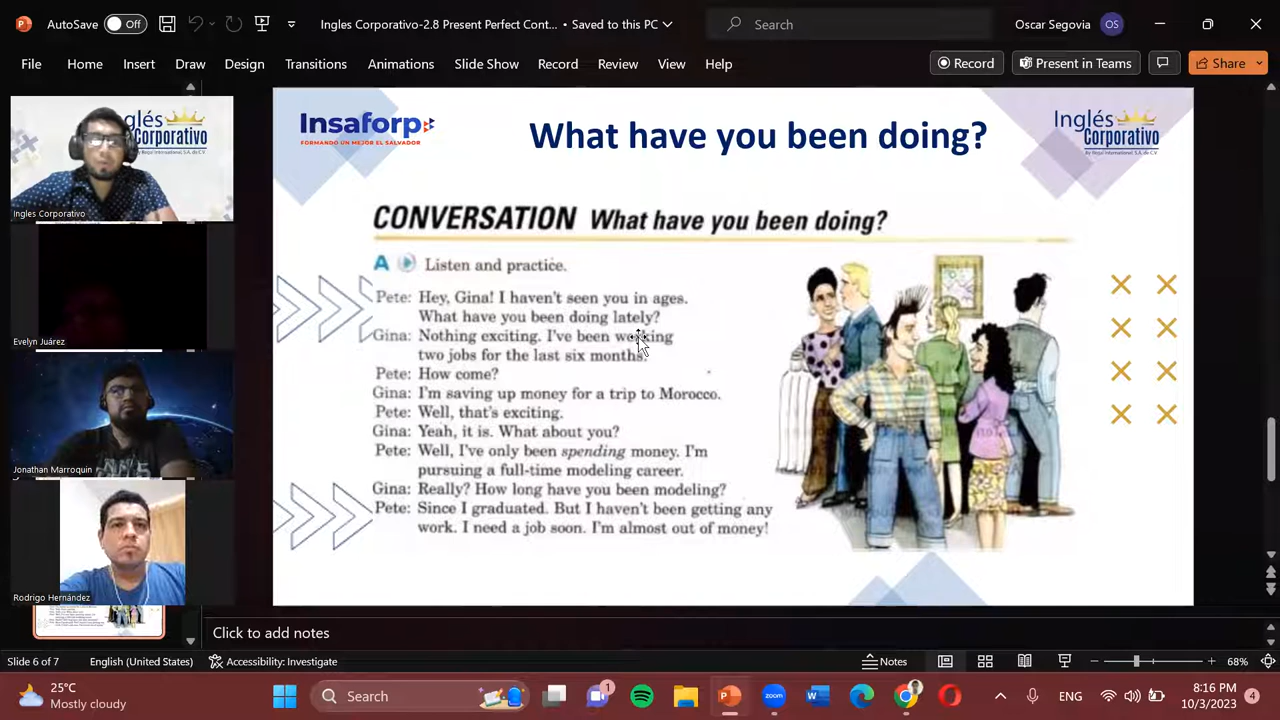 AutoSave Off Ingles Corporativo-2.8 Present Perfect Cont... • Saved to this PC Search Oscar Segovia OS
File Home Insert Draw Design Transitions Animations Slide Show Record Review View Help Record Present in Teams Share
Inglés Corporativo
Ingles Corporativo
Evelyn Juárez
Jonathan Marroquin
Rodrigo Hernández
Insaforp
FORMANDO UN MEJOR EL SALVADOR
What have you been doing?
Inglés Corporativo
By Regal International, S.A. de C.V.
CONVERSATION What have you been doing?
A Listen and practice.
Pete: Hey, Gina! I haven't seen you in ages.
What have you been doing lately?
Gina: Nothing exciting. I've been working
two jobs for the last six months.
Pete: How come?
Gina: I'm saving up money for a trip to Morocco.
Pete: Well, that's exciting.
Gina: Yeah, it is. What about you?
Pete: Well, I've only been spending money. I'm
pursuing a full-time modeling career.
Gina: Really? How long have you been modeling?
Pete: Since I graduated. But I haven't been getting any
work. I need a job soon. I'm almost out of money!
Click to add notes
Slide 6 of 7 English (United States) Accessibility: Investigate Notes 68%
25°C
Mostly cloudy
Search
1
ENG
8:16 PM
10/3/2023
4